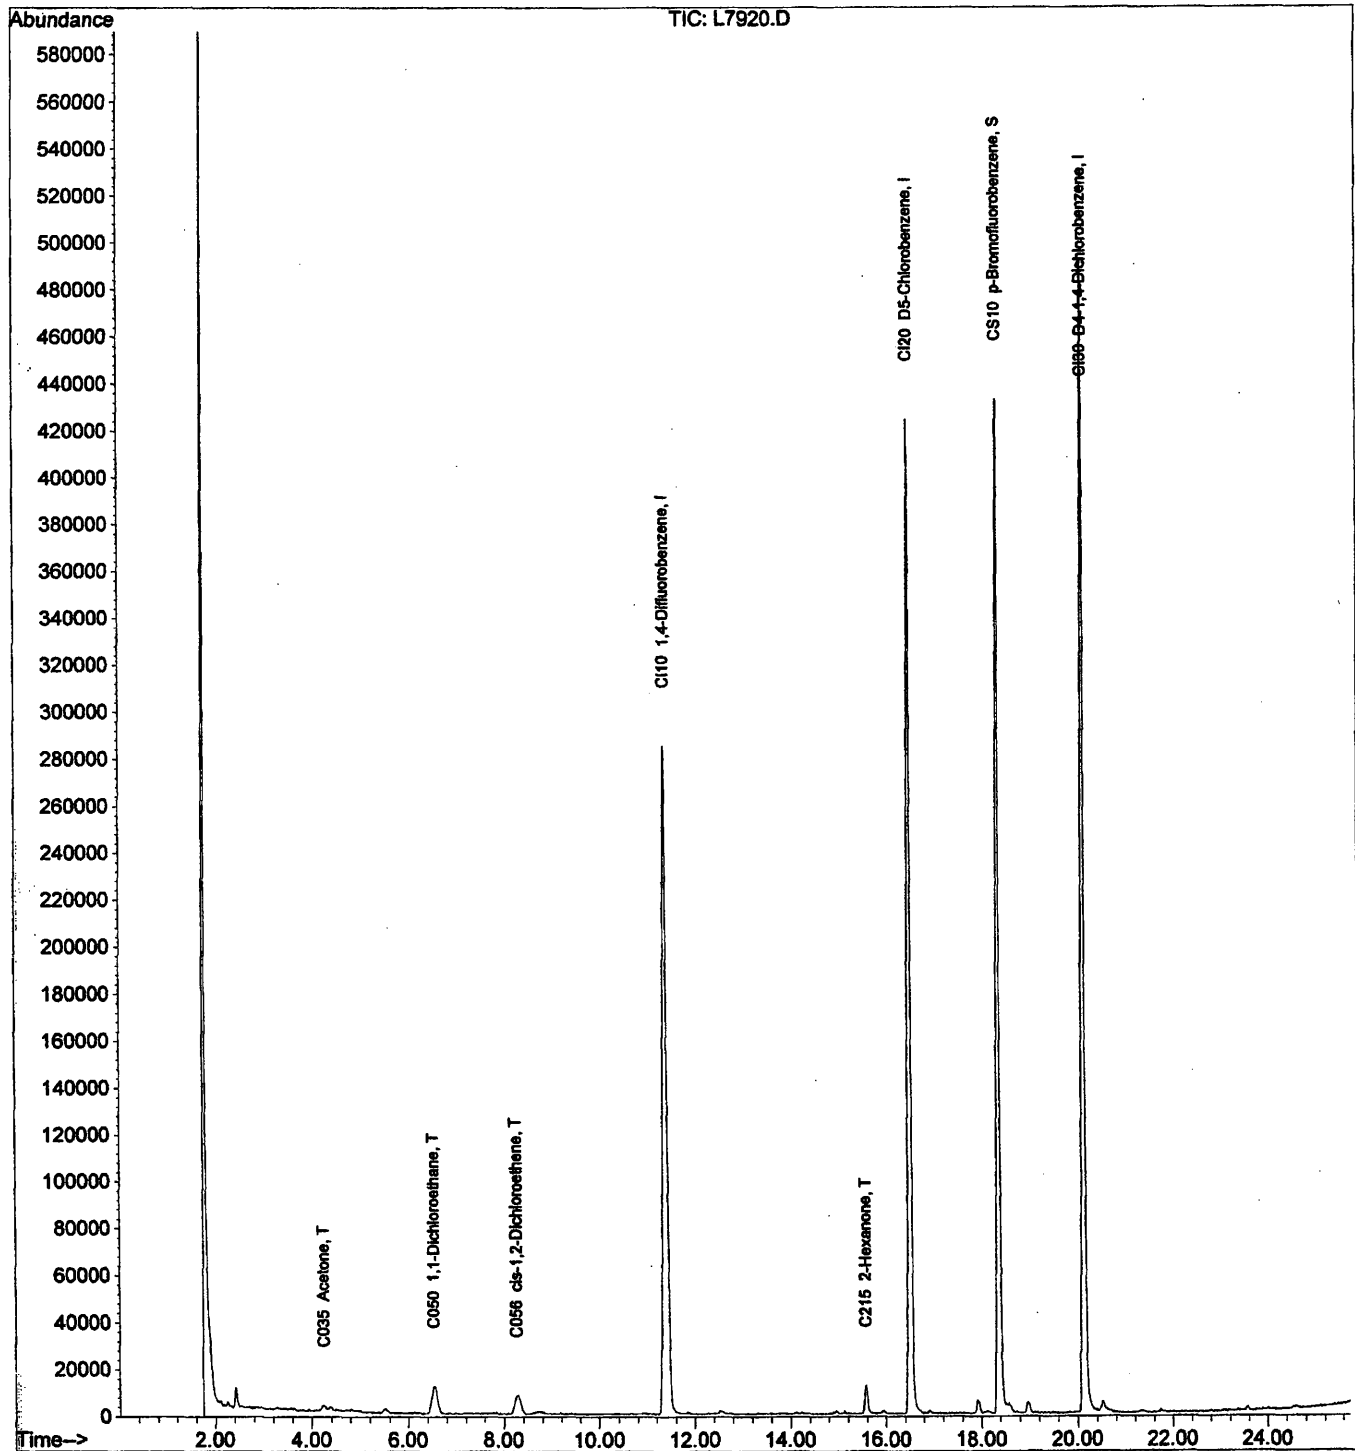 Abundance
TIC: L7920.D
580000
560000
540000
520000
500000
480000
460000
440000
420000
400000
380000
360000
340000
320000
300000
280000
260000
240000
220000
200000
180000
160000
140000
120000
100000
80000
60000
40000
20000
0
C035 Acetone, T
C050 1,1-Dichloroethane, T
C056 cis-1,2-Dichloroethene, T
CI10 1,4-Difluorobenzene, I
C215 2-Hexanone, T
CI20 D5-Chlorobenzene, I
CS10 p-Bromofluorobenzene, S
CI30 D4-1,4-Dichlorobenzene, I
Time--> 2.00 4.00 6.00 8.00 10.00 12.00 14.00 16.00 18.00 20.00 22.00 24.00